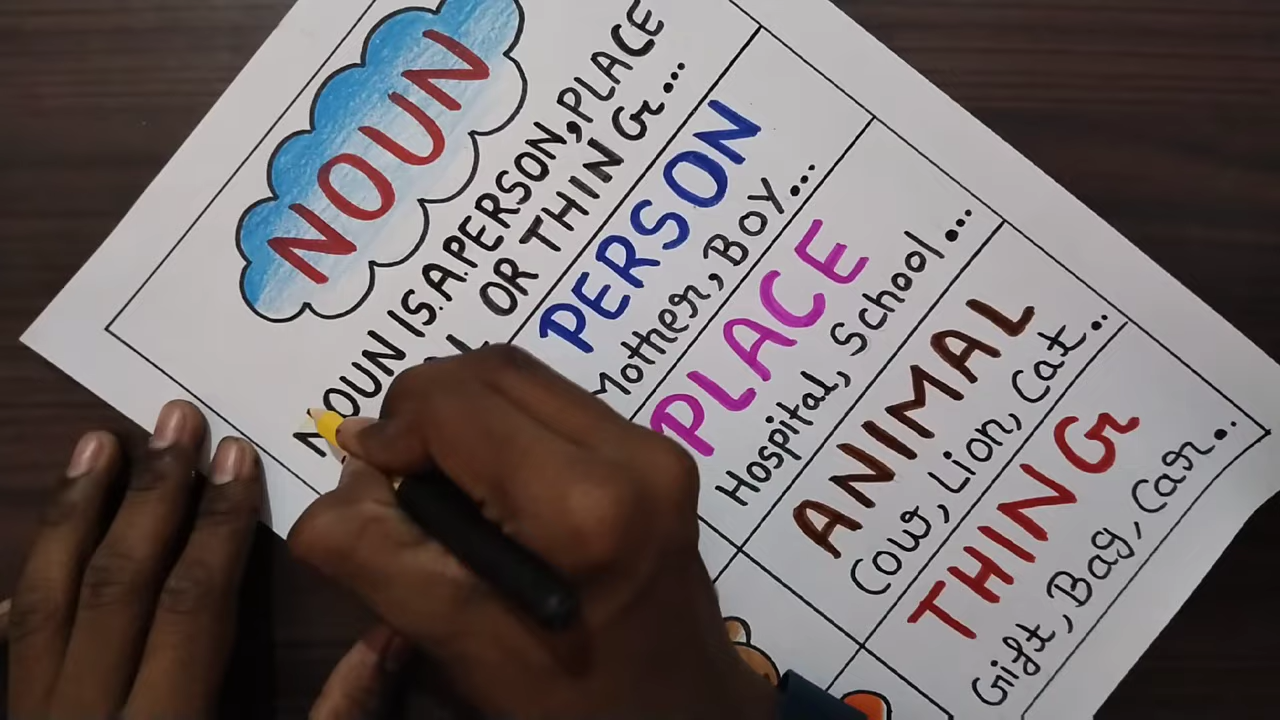 NOUN
NOUN IS.A.PERSON,PLACE
OR THING...
PERSON
Mother, Boy...
PLACE
Hospital, School...
ANIMAL
Cow, Lion, Cat...
THING
Gift, Bag, Car..